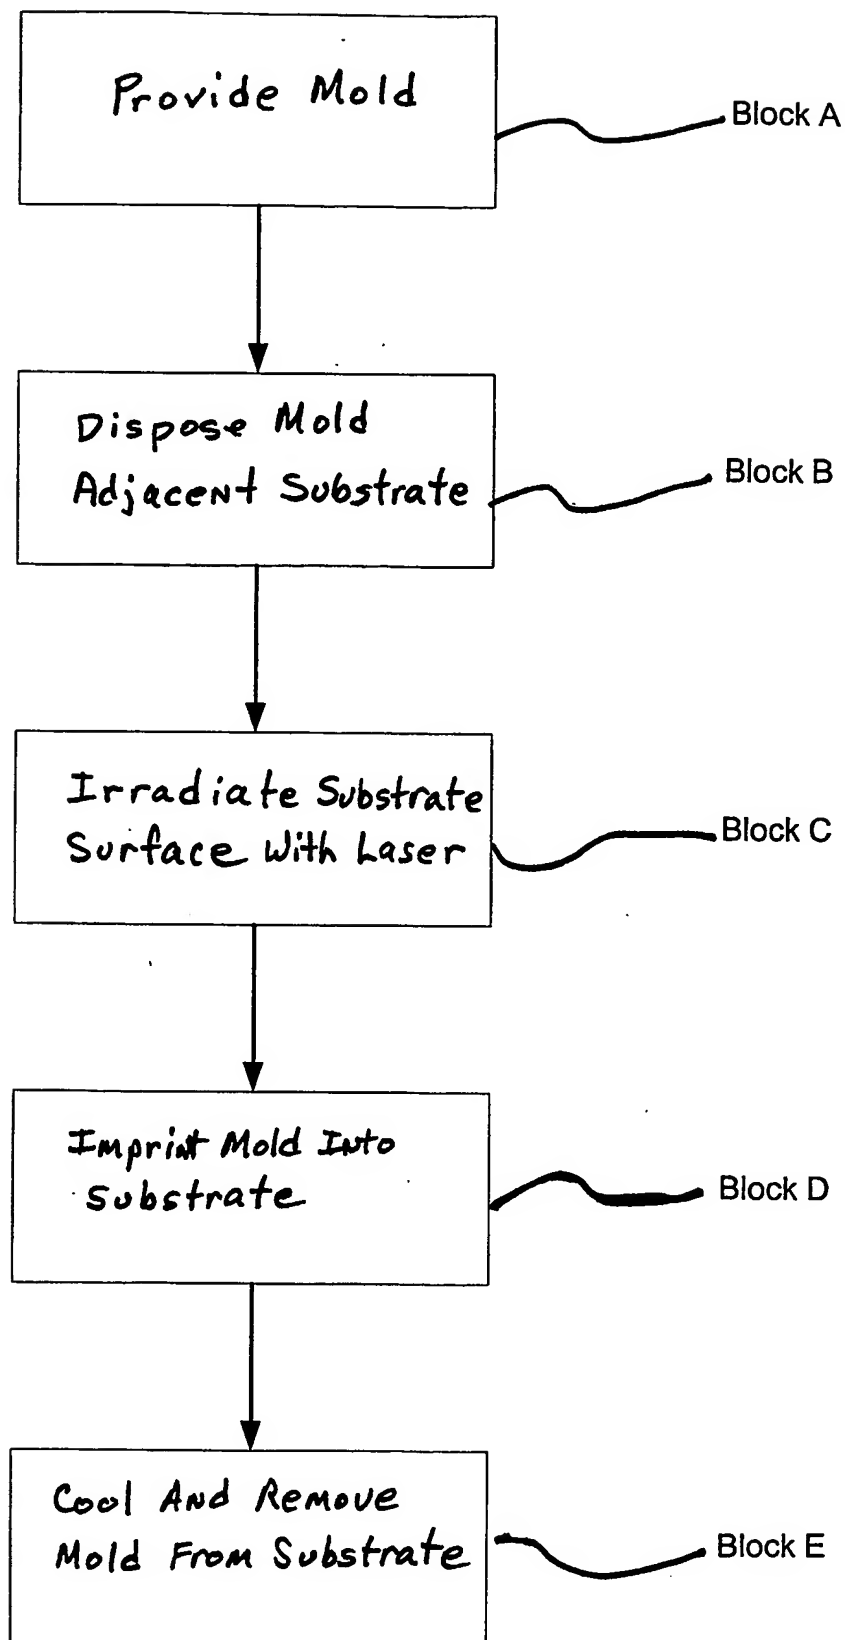 Provide Mold
Block A
Dispose Mold
Adjacent Substrate
Block B
Irradiate Substrate
Surface With Laser
Block C
Imprint Mold Into
Substrate
Block D
Cool And Remove
Mold From Substrate
Block E